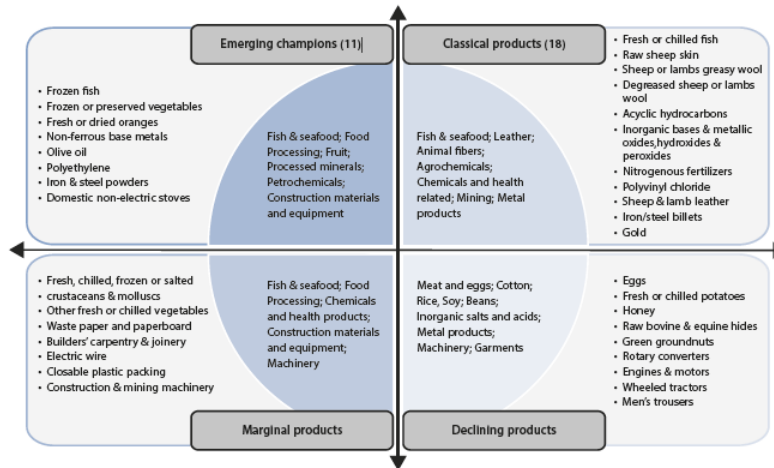 Emerging champions (11)
• Frozen fish
• Frozen or preserved vegetables
• Fresh or dried oranges
• Non-ferrous base metals
• Olive oil
• Polyethylene
• Iron & steel powders
• Domestic non-electric stoves
Fish & seafood; Food
Processing; Fruit;
Processed minerals;
Petrochemicals;
Construction materials
and equipment
Classical products (18)
Fish & seafood; Leather;
Animal fibers;
Agrochemicals;
Chemicals and health
related; Mining; Metal
products
• Fresh or chilled fish
• Raw sheep skin
• Sheep or lambs greasy wool
• Degreased sheep or lambs
wool
• Acyclic hydrocarbons
• Inorganic bases & metallic
oxides,hydroxides &
peroxides
• Nitrogenous fertilizers
• Polyvinyl chloride
• Sheep & lamb leather
• Iron/steel billets
• Gold
• Fresh, chilled, frozen or salted
• crustaceans & molluscs
• Other fresh or chilled vegetables
• Waste paper and paperboard
• Builders' carpentry & joinery
• Electric wire
• Closable plastic packing
• Construction & mining machinery
Fish & seafood; Food
Processing; Chemicals
and health products;
Construction materials
and equipment;
Machinery
Marginal products
Meat and eggs; Cotton;
Rice, Soy; Beans;
Inorganic salts and acids;
Metal products;
Machinery; Garments
• Eggs
• Fresh or chilled potatoes
• Honey
• Raw bovine & equine hides
• Green groundnuts
• Rotary converters
• Engines & motors
• Wheeled tractors
• Men's trousers
Declining products